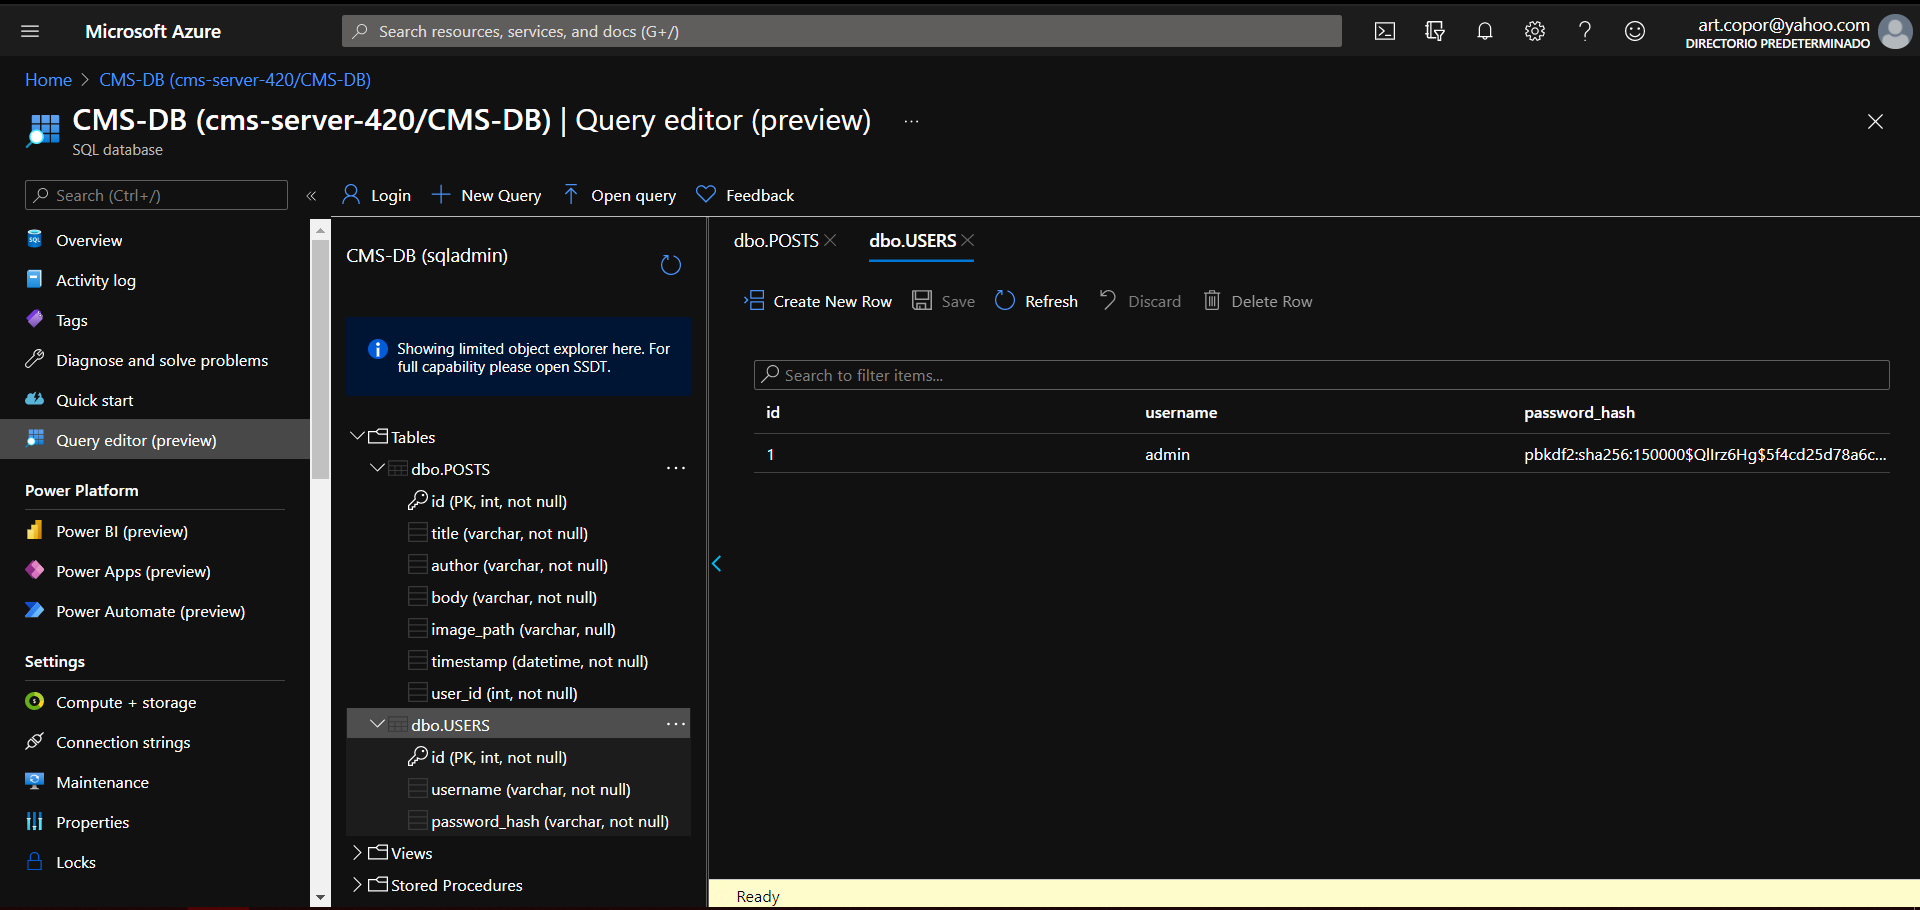 Microsoft Azure
Search resources, services, and docs (G+/)
art.copor@yahoo.com
DIRECTORIO PREDETERMINADO
Home > CMS-DB (cms-server-420/CMS-DB)
CMS-DB (cms-server-420/CMS-DB) | Query editor (preview) ...
SQL database
Search (Ctrl+/)
«
Login
New Query
Open query
Feedback
Overview
Activity log
Tags
Diagnose and solve problems
Quick start
Query editor (preview)
Power Platform
Power BI (preview)
Power Apps (preview)
Power Automate (preview)
Settings
Compute + storage
Connection strings
Maintenance
Properties
Locks
CMS-DB (sqladmin)
Showing limited object explorer here. For
full capability please open SSDT.
Tables
dbo.POSTS ...
id (PK, int, not null)
title (varchar, not null)
author (varchar, not null)
body (varchar, not null)
image_path (varchar, null)
timestamp (datetime, not null)
user_id (int, not null)
dbo.USERS ...
id (PK, int, not null)
username (varchar, not null)
password_hash (varchar, not null)
Views
Stored Procedures
dbo.POSTS
dbo.USERS
Create New Row
Save
Refresh
Discard
Delete Row
Search to filter items...
id username password_hash
1 admin pbkdf2:sha256:150000$QlIrz6Hg$5f4cd25d78a6c...
Ready